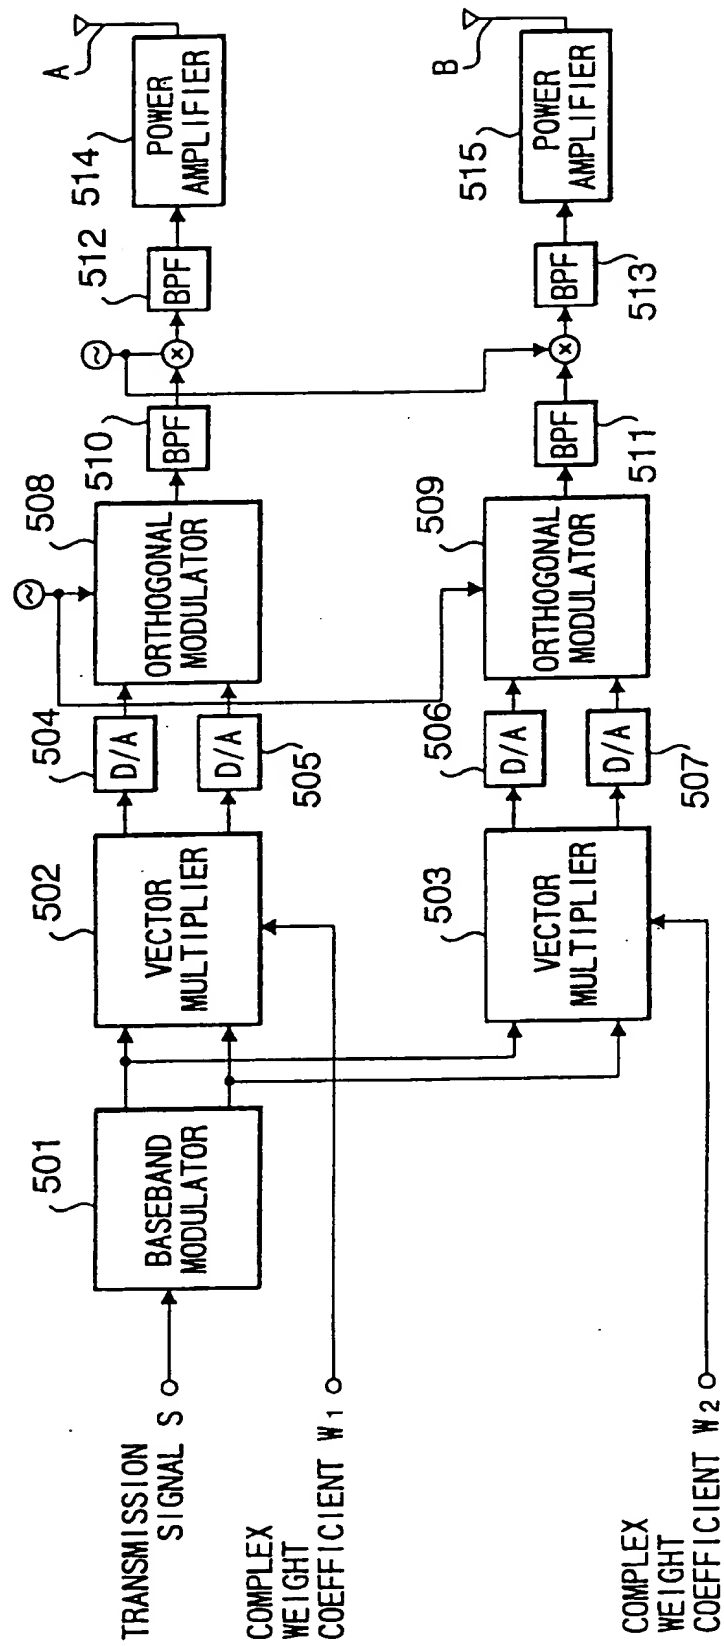 TRANSMISSION
SIGNAL S
COMPLEX
WEIGHT
COEFFICIENT W1
COMPLEX
WEIGHT
COEFFICIENT W2
501
BASEBAND
MODULATOR
502
VECTOR
MULTIPLIER
503
VECTOR
MULTIPLIER
504
D/A
D/A
505
506
D/A
D/A
507
508
ORTHOGONAL
MODULATOR
509
ORTHOGONAL
MODULATOR
510
BPF
BPF
511
512
BPF
BPF
513
514
POWER
AMPLIFIER
515
POWER
AMPLIFIER
A
B